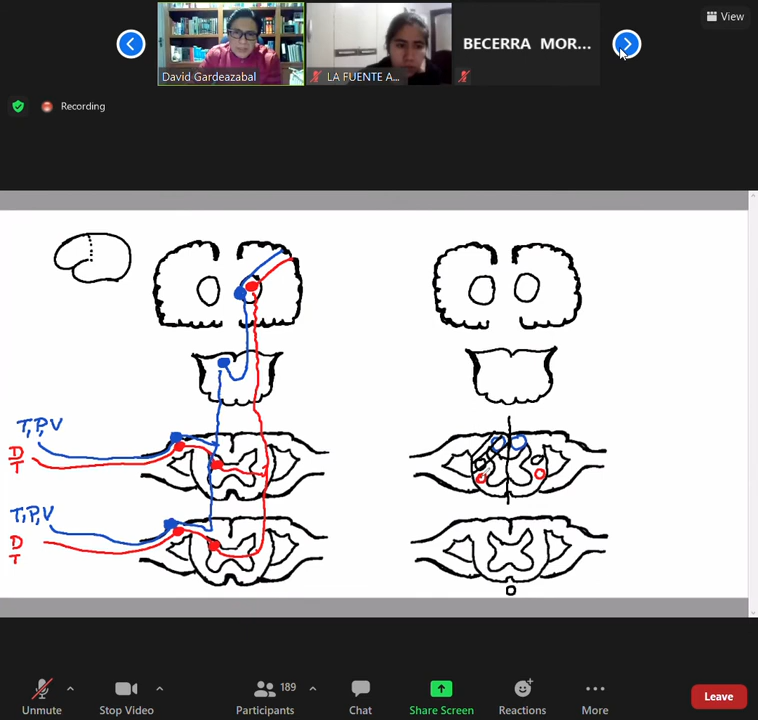 View
David Gardeazabal
LA FUENTE A...
BECERRA MOR...
Recording
T,P,V
D
T
T,P,V
D
T
Unmute
Stop Video
Participants
189
Chat
Share Screen
Reactions
More
Leave